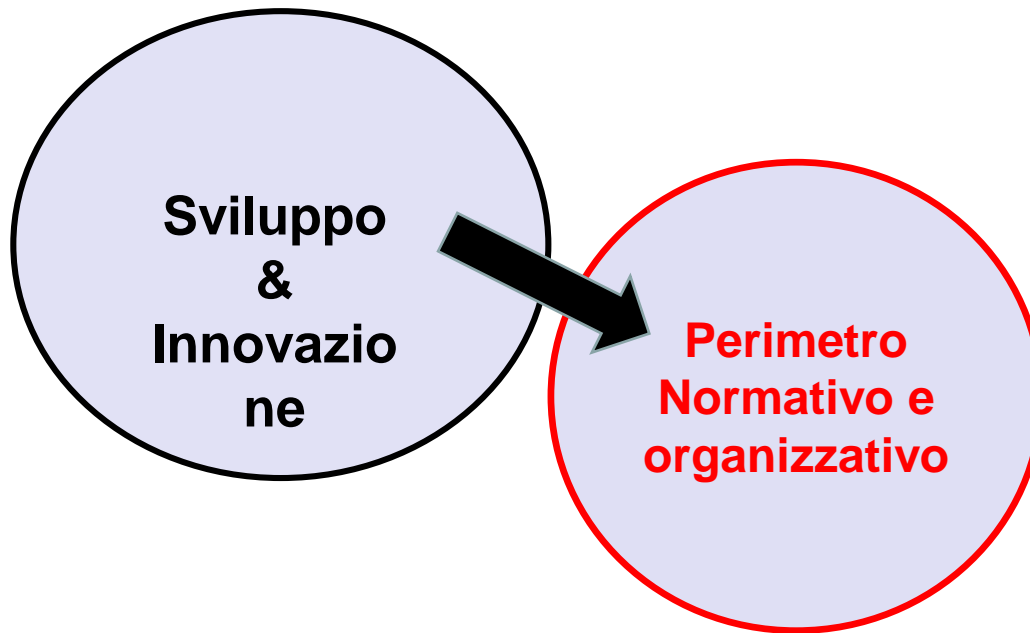 Sviluppo
&
Innovazio
ne
Perimetro
Normativo e
organizzativo